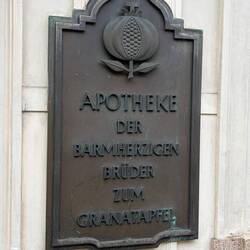 APOTHEKE
DER
BARMHERZIGEN
BRÜDER
ZUM
GRANATAPFEL